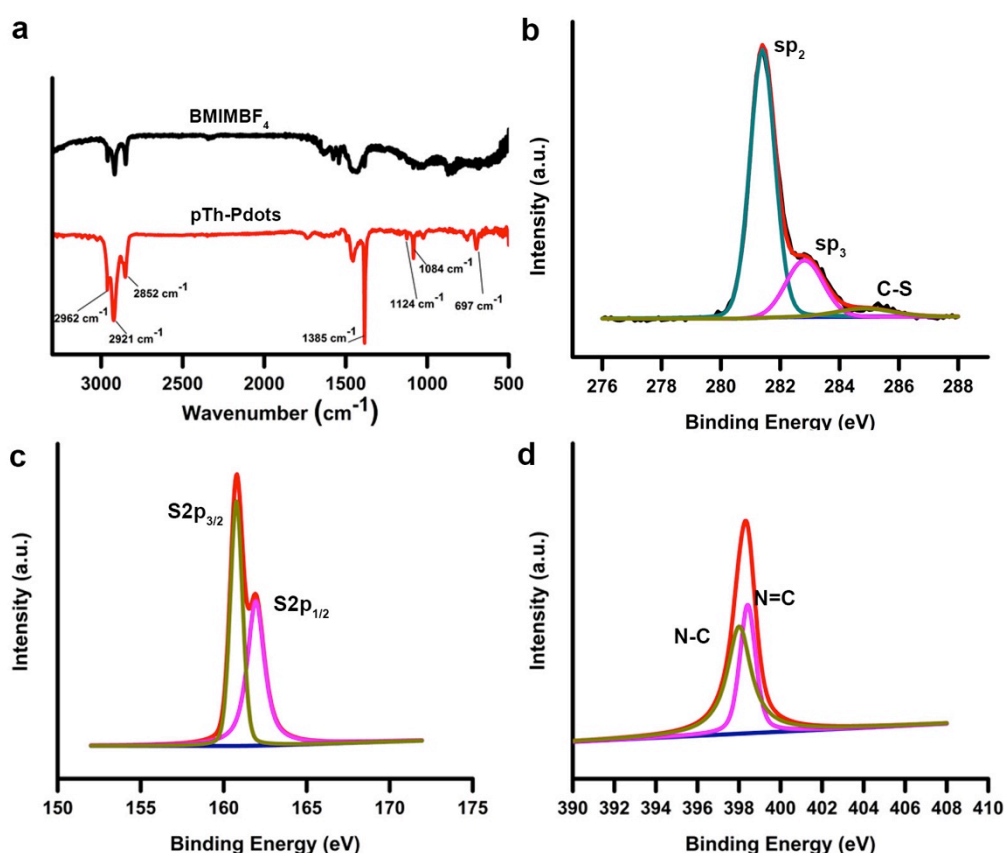 a
BMIMBF4
pTh-Pdots
2962 cm-1
2921 cm-1
2852 cm-1
1385 cm-1
1124 cm-1
1084 cm-1
697 cm-1
3000 2500 2000 1500 1000 500
Wavenumber (cm-1)
b
sp2
sp3
C-S
Intensity (a.u.)
276 278 280 282 284 286 288
Binding Energy (eV)
c
S2p3/2
S2p1/2
Intensity (a.u.)
150 155 160 165 170 175
Binding Energy (eV)
d
N=C
N-C
Intensity (a.u.)
390 392 394 396 398 400 402 404 406 408 410
Binding Energy (eV)